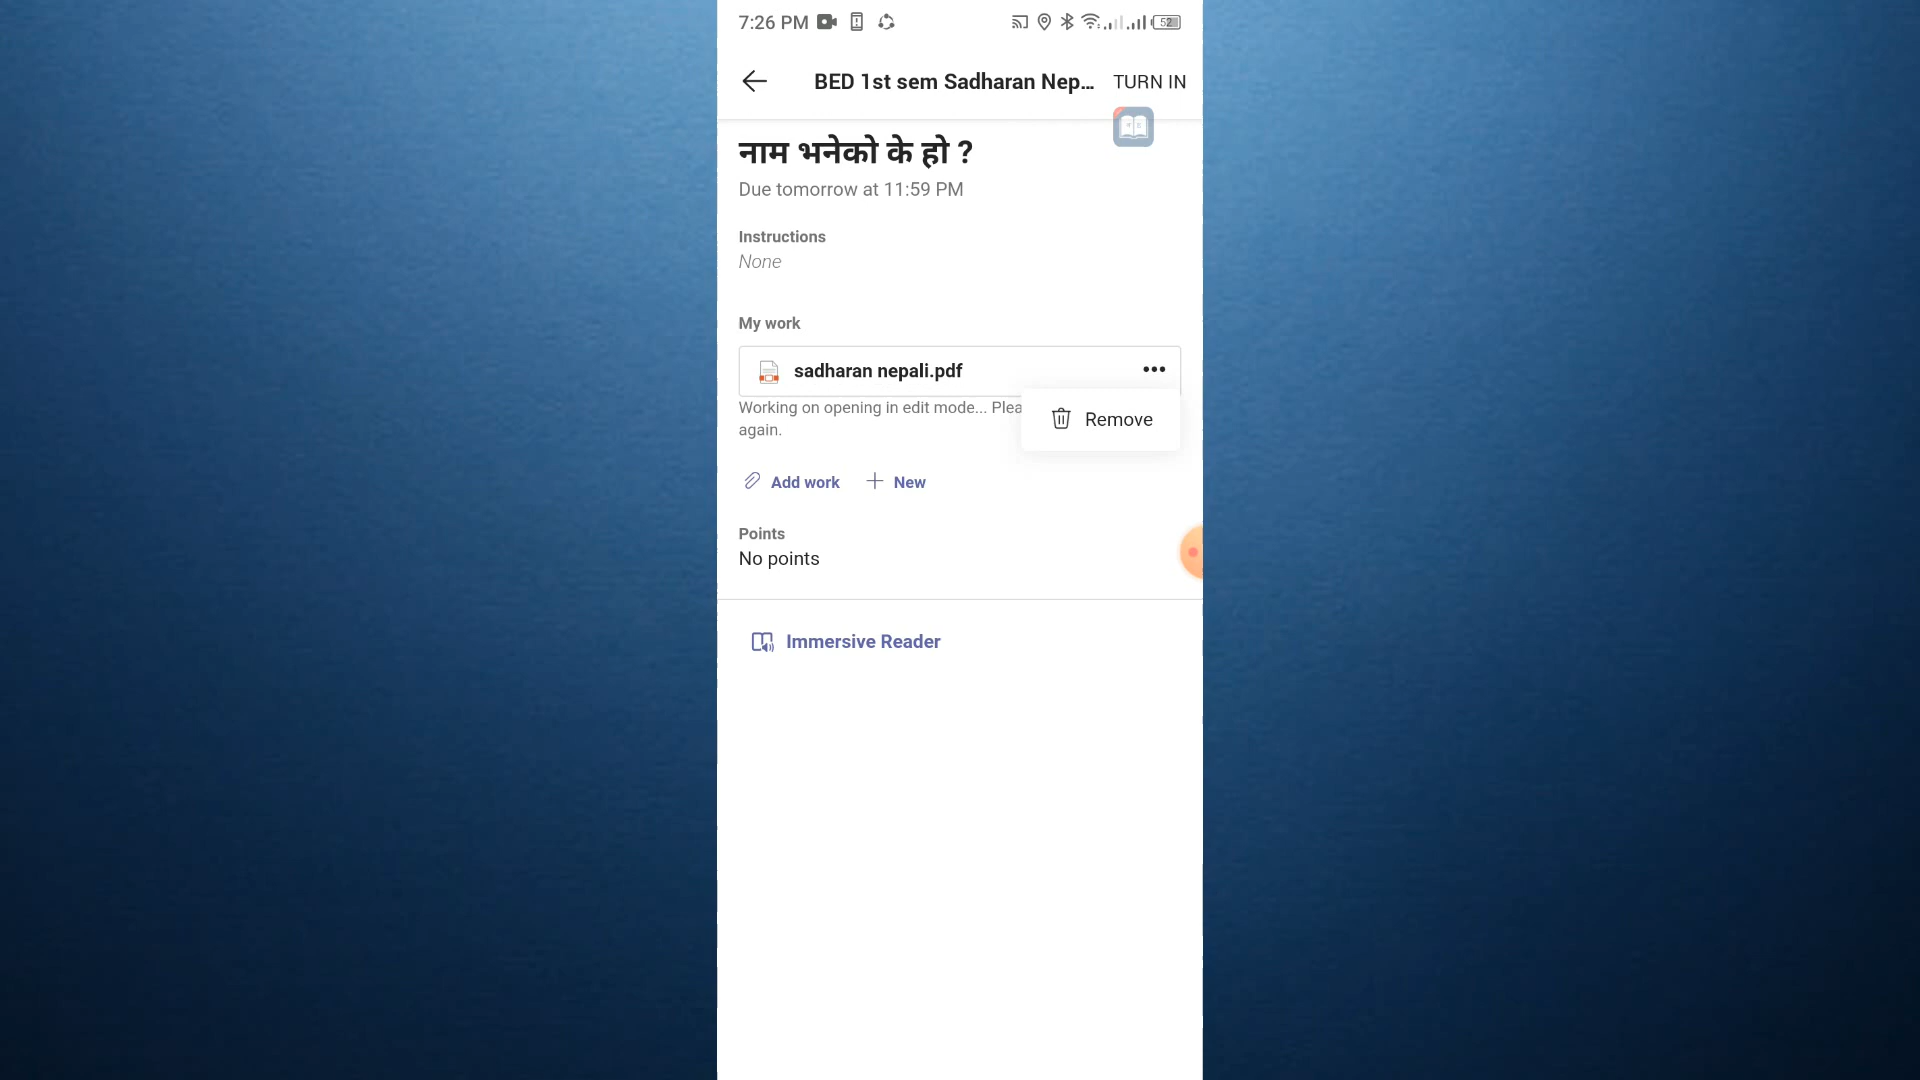 7:26 PM
52
BED 1st sem Sadharan Nep... TURN IN
नाम भनेको के हो ?
Due tomorrow at 11:59 PM
Instructions
None
My work
sadharan nepali.pdf
Working on opening in edit mode... Plea
again.
Remove
Add work New
Points
No points
Immersive Reader